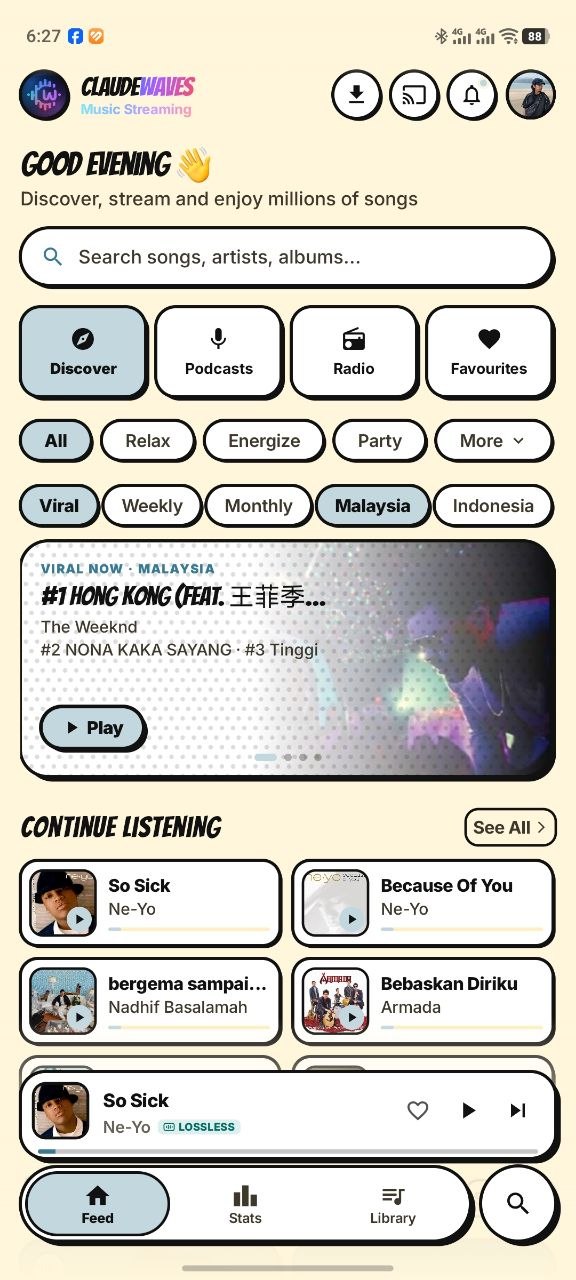 6:27
4G 4G 88
CLAUDEWAVES
Music Streaming
GOOD EVENING 👋
Discover, stream and enjoy millions of songs
Search songs, artists, albums...
Discover Podcasts Radio Favourites
All Relax Energize Party More
Viral Weekly Monthly Malaysia Indonesia
VIRAL NOW · MALAYSIA
#1 HONG KONG (FEAT. 王菲季...
The Weeknd
#2 NONA KAKA SAYANG · #3 Tinggi
Play
CONTINUE LISTENING
See All
So Sick
Ne-Yo
Because Of You
Ne-Yo
bergema sampai...
Nadhif Basalamah
Bebaskan Diriku
Armada
So Sick
Ne-Yo LOSSLESS
Feed Stats Library